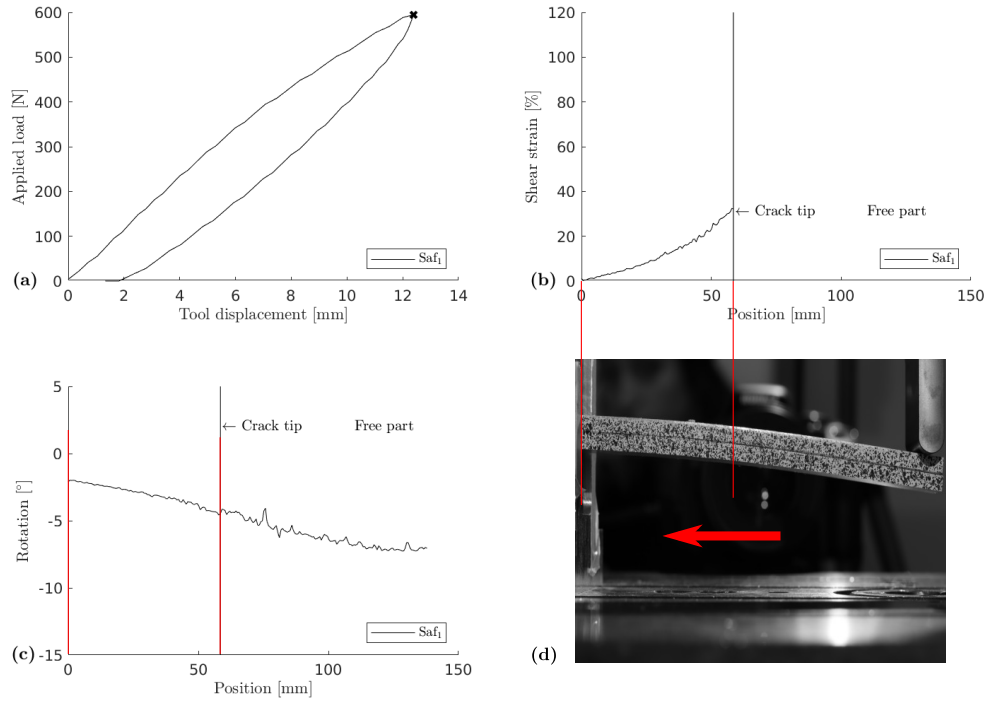 600
500
400
300
200
100
0
Applied load [N]
0 2 4 6 8 10 12 14
Tool displacement [mm]
Saf1
(a)
120
100
80
60
40
20
0
Shear strain [%]
← Crack tip Free part
Saf1
0 50 100 150
Position [mm]
(b)
5
0
-5
-10
-15
Rotation [°]
← Crack tip Free part
Saf1
0 50 100 150
Position [mm]
(c)
(d)